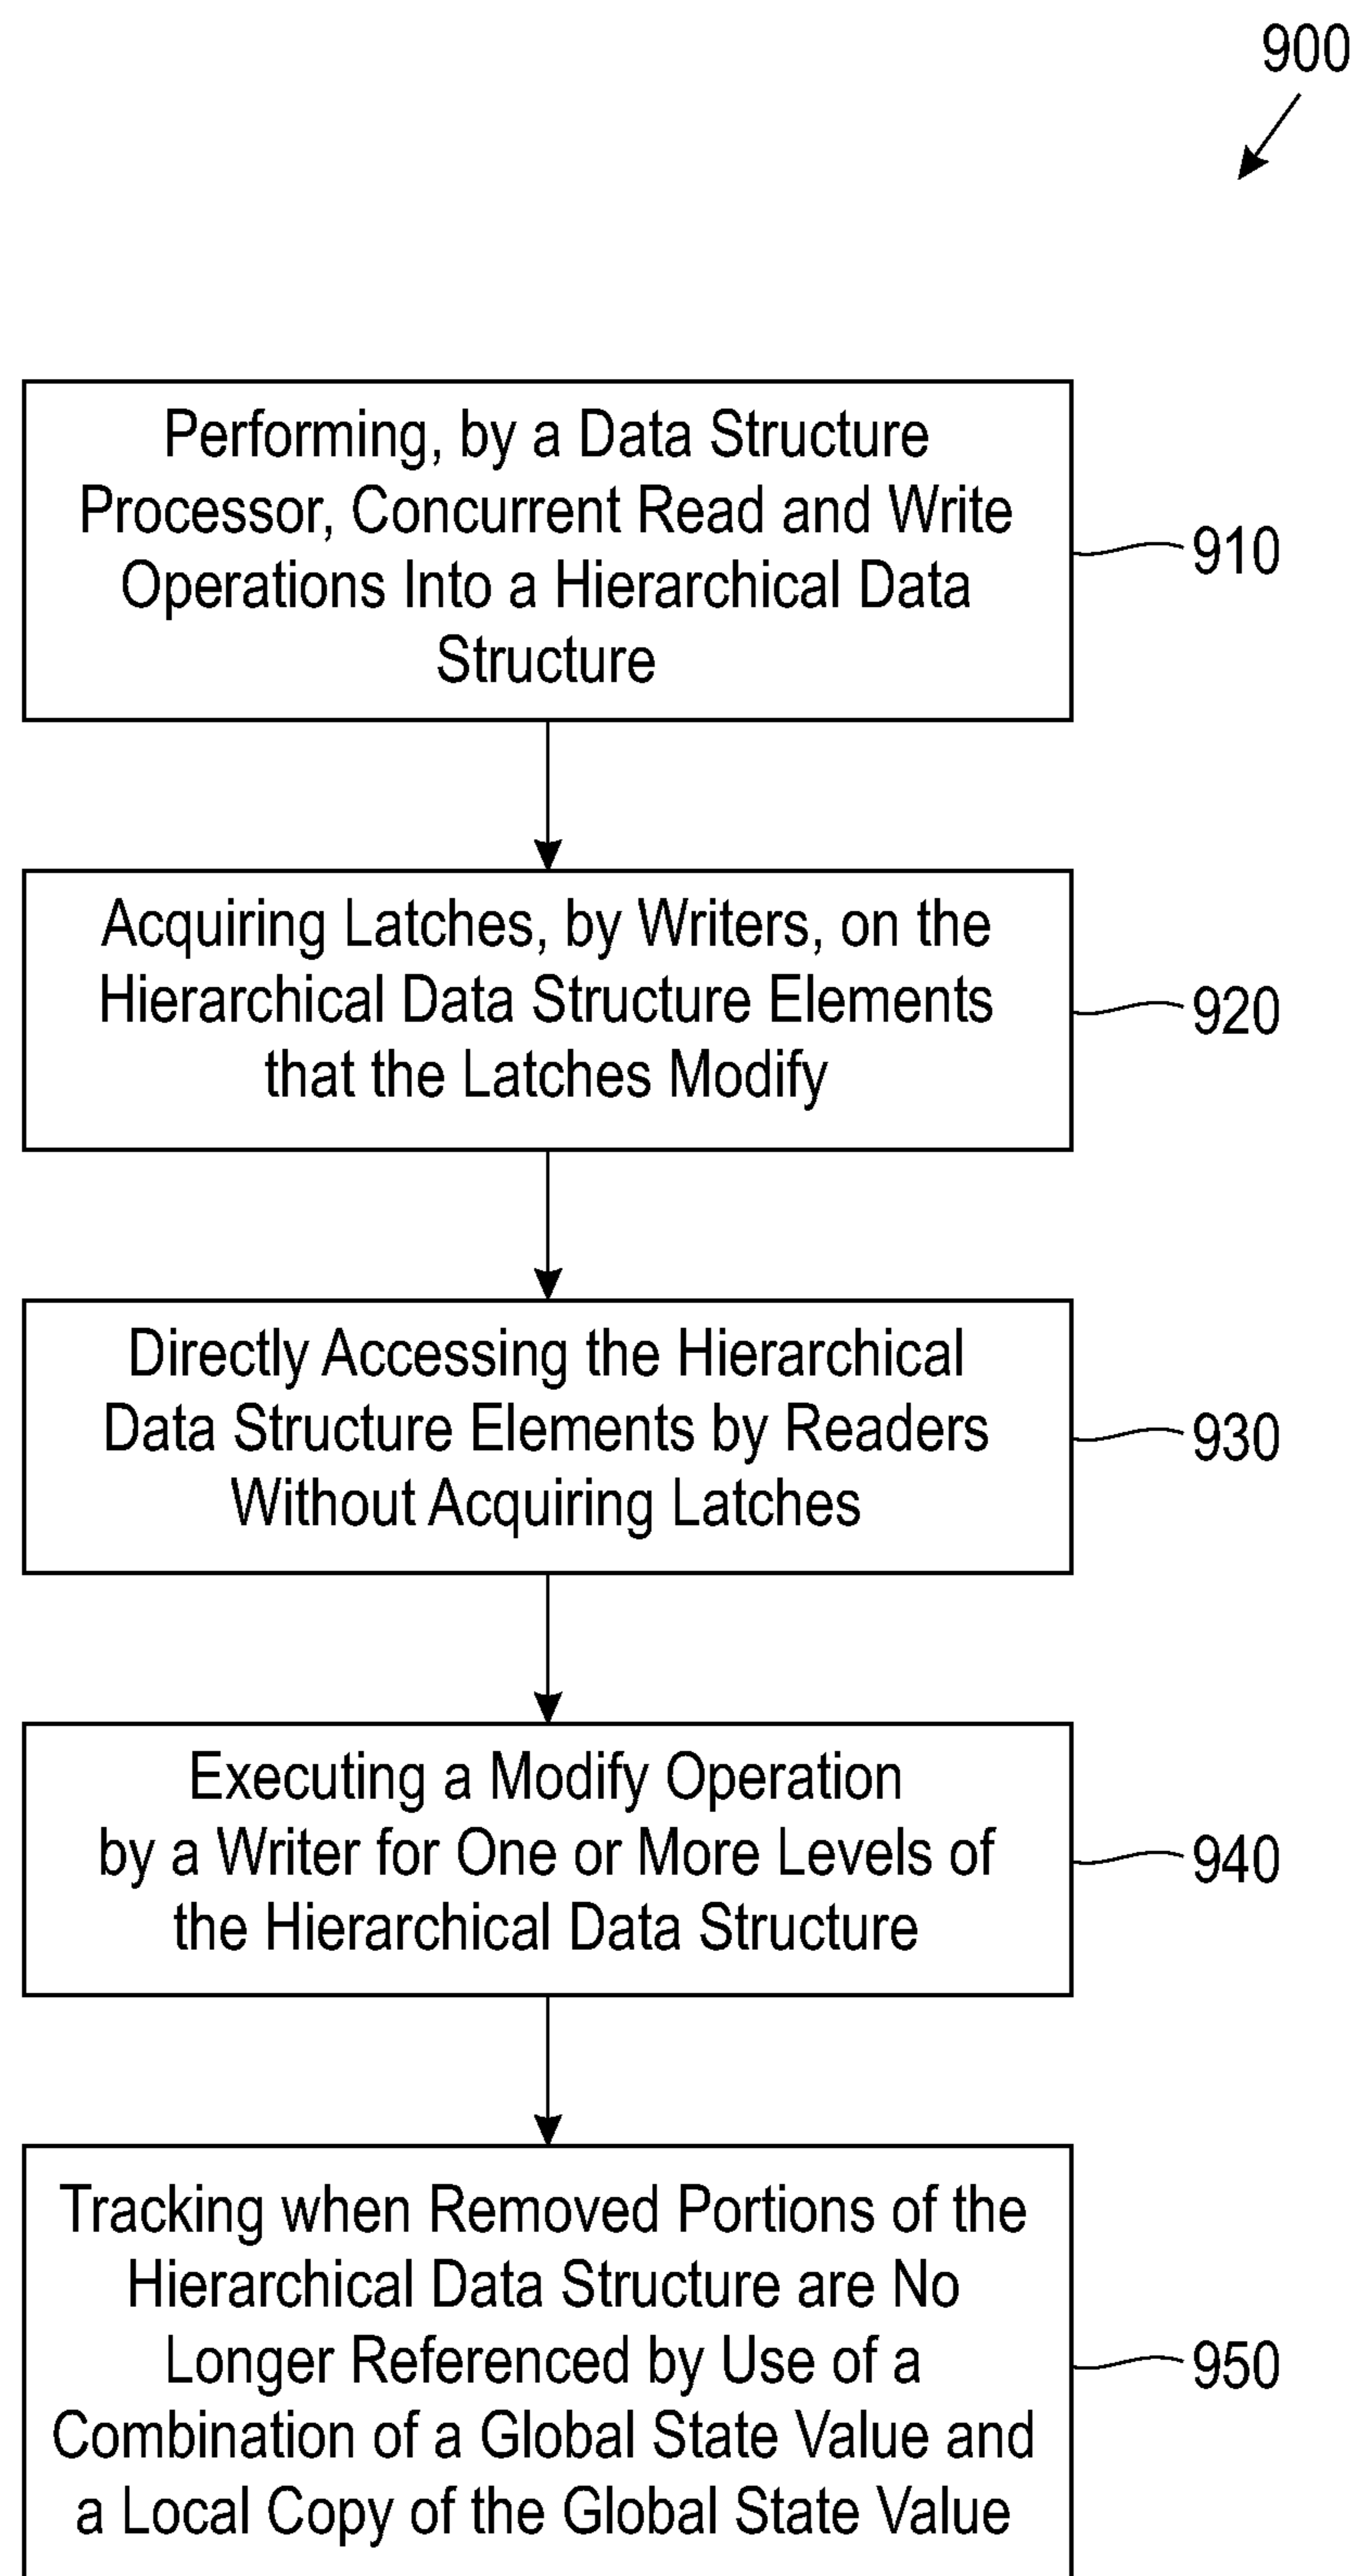 900
Performing, by a Data Structure
Processor, Concurrent Read and Write
Operations Into a Hierarchical Data
Structure
910
Acquiring Latches, by Writers, on the
Hierarchical Data Structure Elements
that the Latches Modify
920
Directly Accessing the Hierarchical
Data Structure Elements by Readers
Without Acquiring Latches
930
Executing a Modify Operation
by a Writer for One or More Levels of
the Hierarchical Data Structure
940
Tracking when Removed Portions of the
Hierarchical Data Structure are No
Longer Referenced by Use of a
Combination of a Global State Value and
a Local Copy of the Global State Value
950